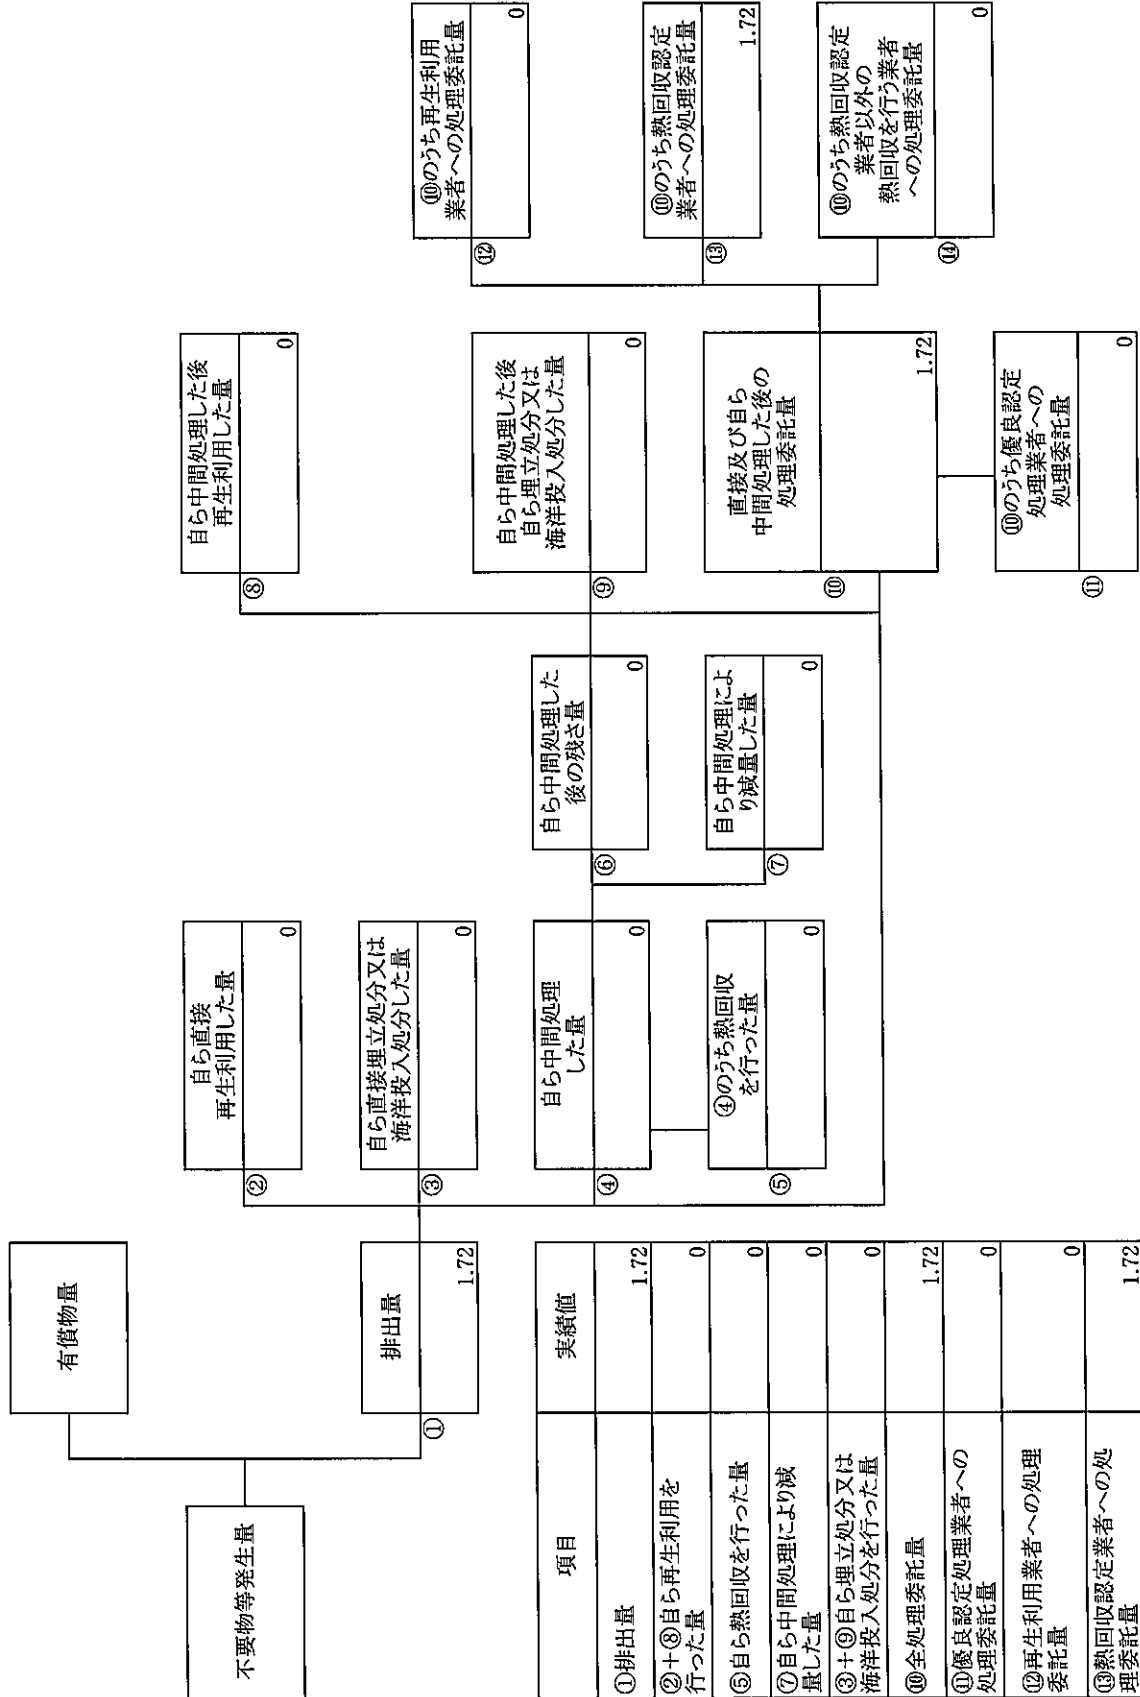 不要物等発生量
有償物量
①
排出量
1.72
②
自ら直接
再生利用した量
0
③
自ら直接埋立処分又は
海洋投入処分した量
0
④
自ら中間処理
した量
0
⑤
④のうち熱回収
を行った量
0
⑥
自ら中間処理した
後の残さ量
0
⑦
自ら中間処理によ
り減量した量
0
⑧
自ら中間処理した後
再生利用した量
0
⑨
自ら中間処理した後
自ら埋立処分又は
海洋投入処分した量
0
⑩
直接及び自ら
中間処理した後の
処理委託量
1.72
⑪
⑩のうち優良認定
処理業者への
処理委託量
0
⑫
⑩のうち再生利用
業者への処理委託量
0
⑬
⑩のうち熱回収認定
業者への処理委託量
1.72
⑭
⑩のうち熱回収認定
業者以外の
熱回収を行う業者
への処理委託量
0
項目
実績値
①排出量
1.72
②+⑧自ら再生利用を
行った量
0
⑤自ら熱回収を行った量
0
⑦自ら中間処理により減
量した量
0
③+⑨自ら埋立処分又は
海洋投入処分を行った量
0
⑩全処理委託量
1.72
⑪優良認定処理業者への
処理委託量
0
⑫再生利用業者への処理
委託量
0
⑬熱回収認定業者への処
理委託量
1.72